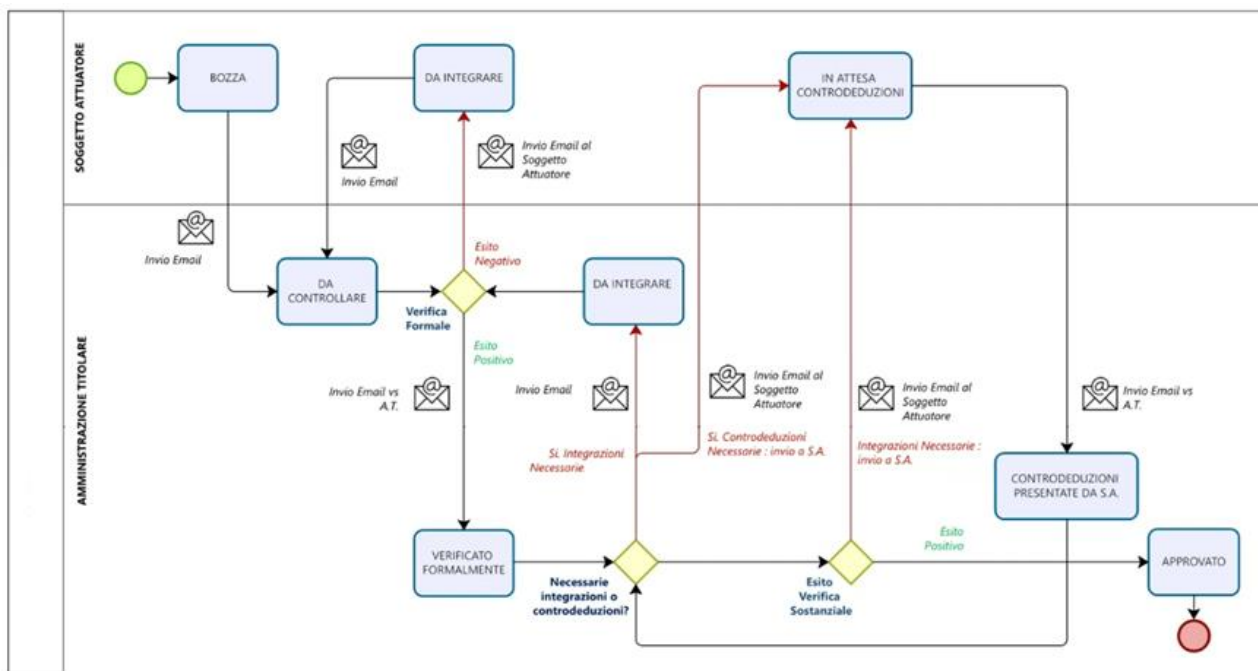 SOGGETTO ATTUATORE
BOZZA
DA INTEGRARE
IN ATTESA
CONTRODEDUZIONI
Invio Email
Invio Email al
Soggetto
Attuatore
Invio Email
AMMINISTRAZIONE TITOLARE
DA
CONTROLLARE
Esito
Negativo
Verifica
Formale
DA INTEGRARE
Esito
Positivo
Invio Email vs
A.T.
Invio Email
Invio Email al
Soggetto
Attuatore
Invio Email al
Soggetto
Attuatore
Invio Email vs
A.T.
Si. Integrazioni
Necessarie
Si. Controdeduzioni
Necessarie : invio a S.A.
Integrazioni Necessarie :
invio a S.A.
CONTRODEDUZIONI
PRESENTATE DA S.A.
VERIFICATO
FORMALMENTE
Necessarie
integrazioni o
controdeduzioni?
Esito
Verifica
Sostanziale
Esito
Positivo
APPROVATO